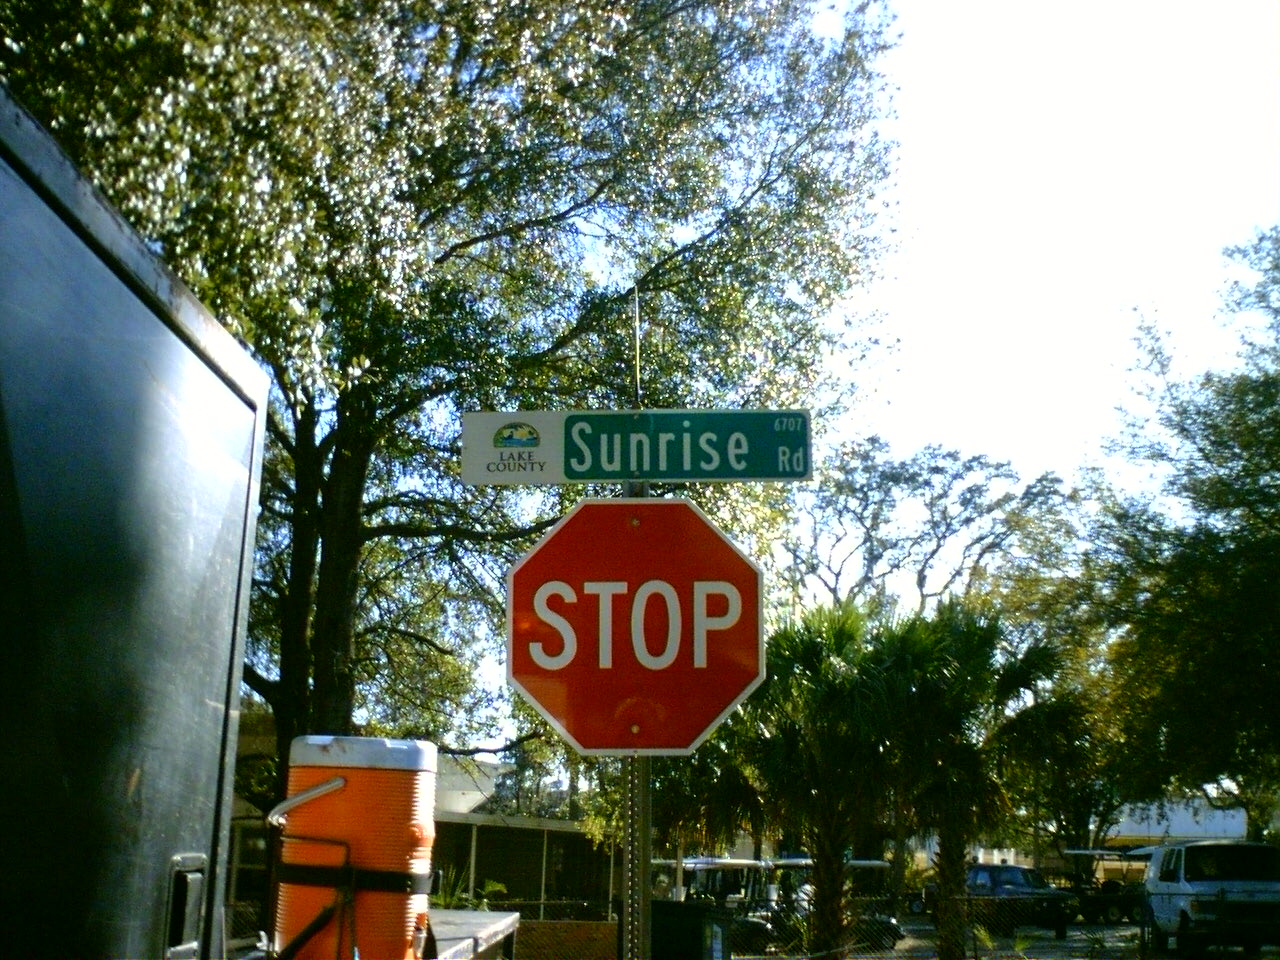 LAKE
COUNTY
Sunrise
6707
Rd
STOP